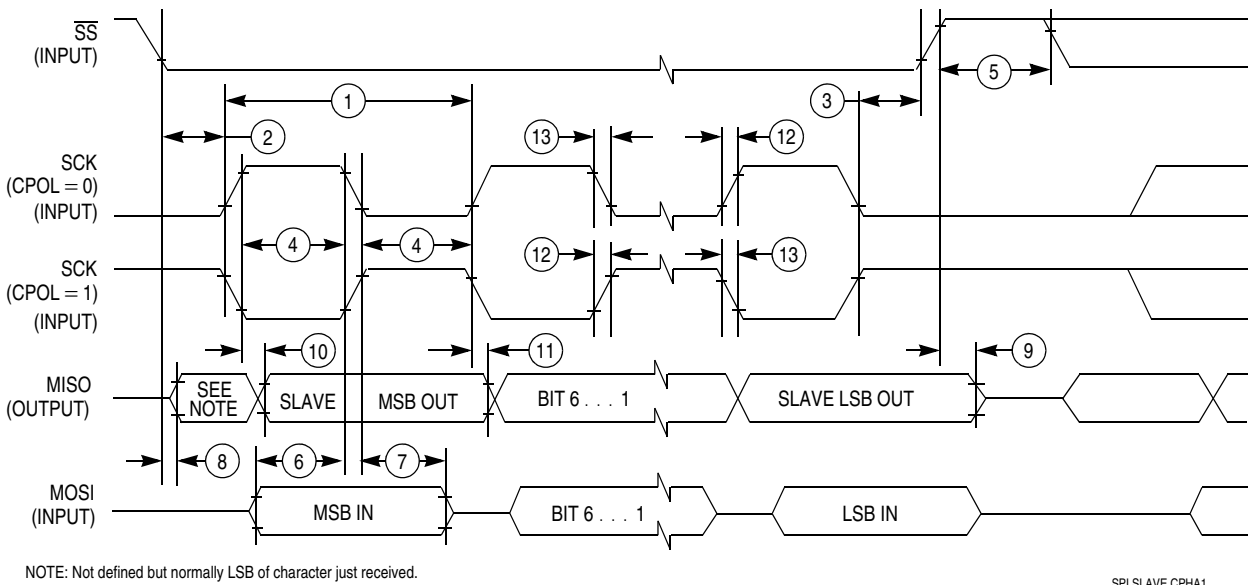 SS
(INPUT)
5
1
3
2
13
12
SCK
(CPOL = 0)
(INPUT)
4
4
SCK
(CPOL = 1)
(INPUT)
12
13
10
11
9
MISO
(OUTPUT)
SEE
NOTE
SLAVE
MSB OUT
BIT 6 . . . 1
SLAVE LSB OUT
8
6
7
MOSI
(INPUT)
MSB IN
BIT 6 . . . 1
LSB IN
NOTE: Not defined but normally LSB of character just received.
SPI SLAVE CPHA1